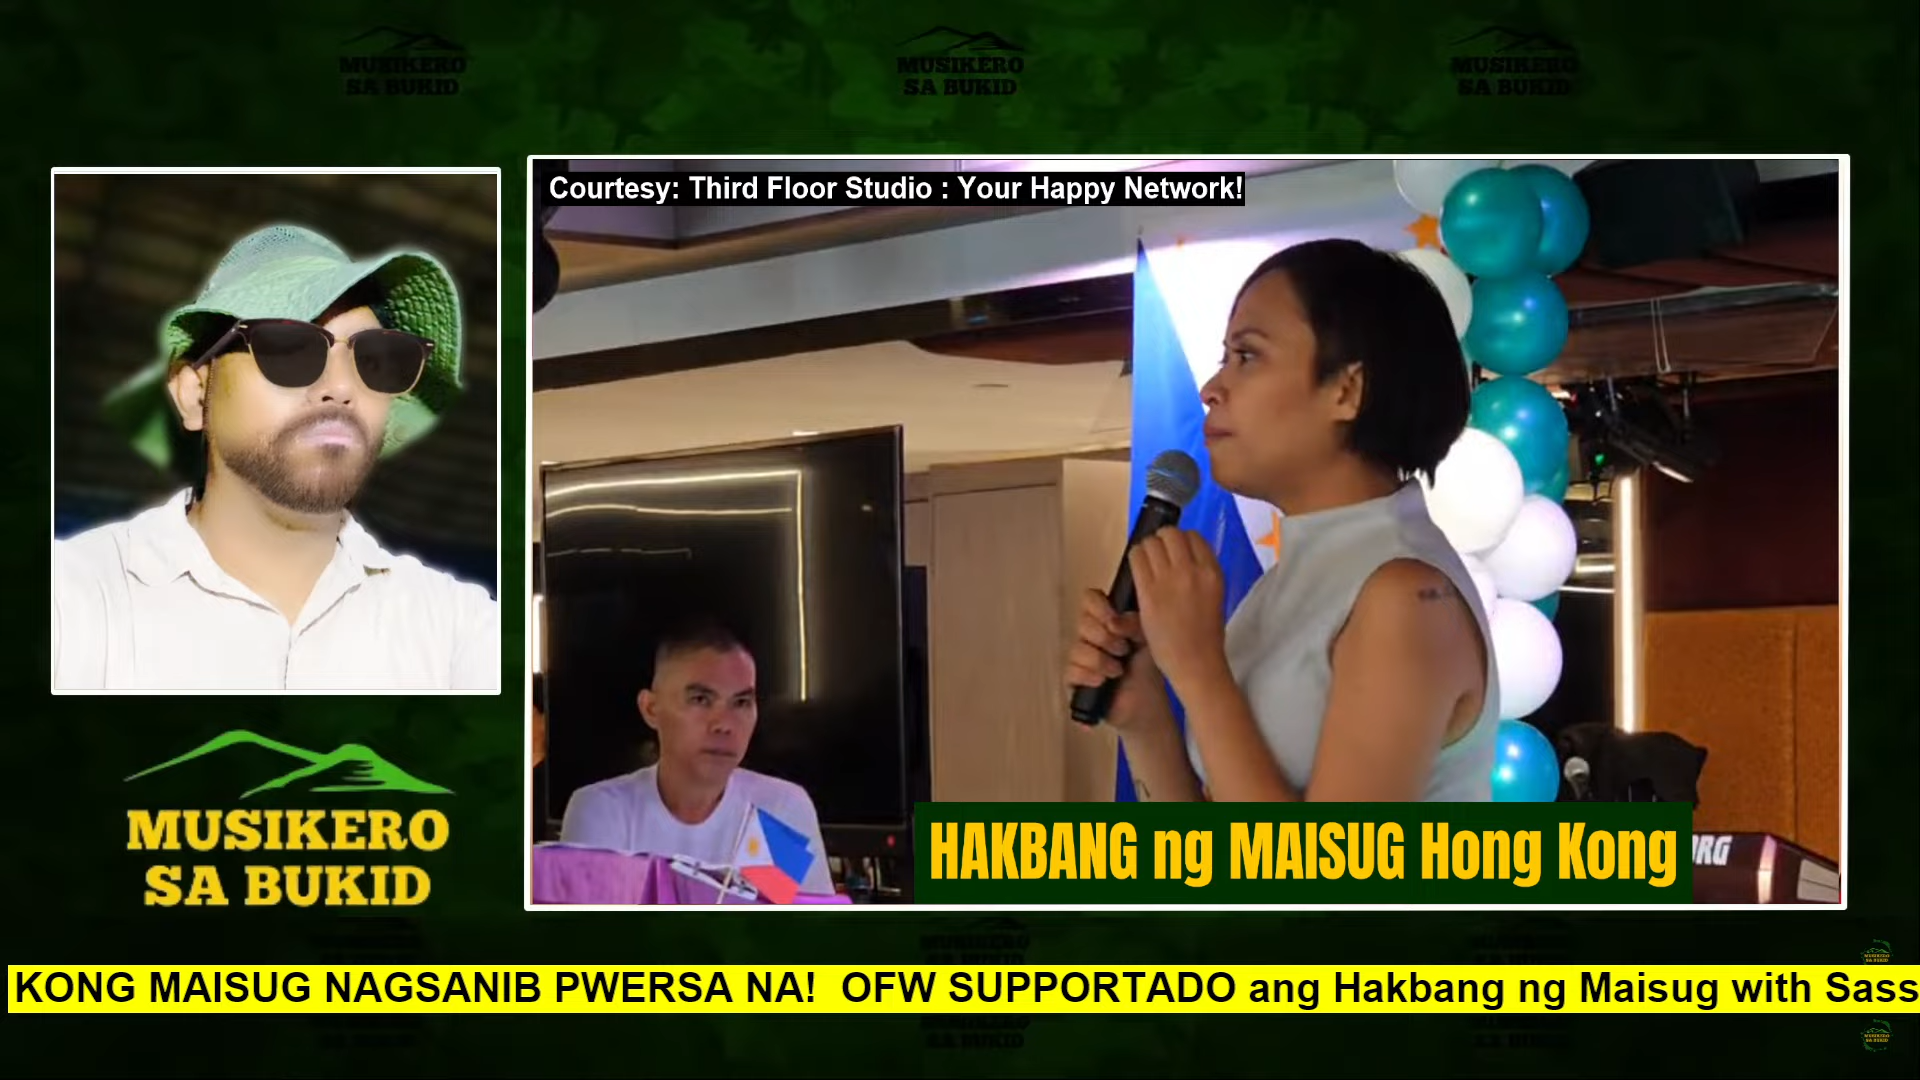 MUSIKERO
SA BUKID
MUSIKERO
SA BUKID
MUSIKERO
SA BUKID
Courtesy: Third Floor Studio : Your Happy Network!
HAKBANG ng MAISUG Hong Kong
MUSIKERO
SA BUKID
KONG MAISUG NAGSANIB PWERSA NA! OFW SUPPORTADO ang Hakbang ng Maisug with Sass